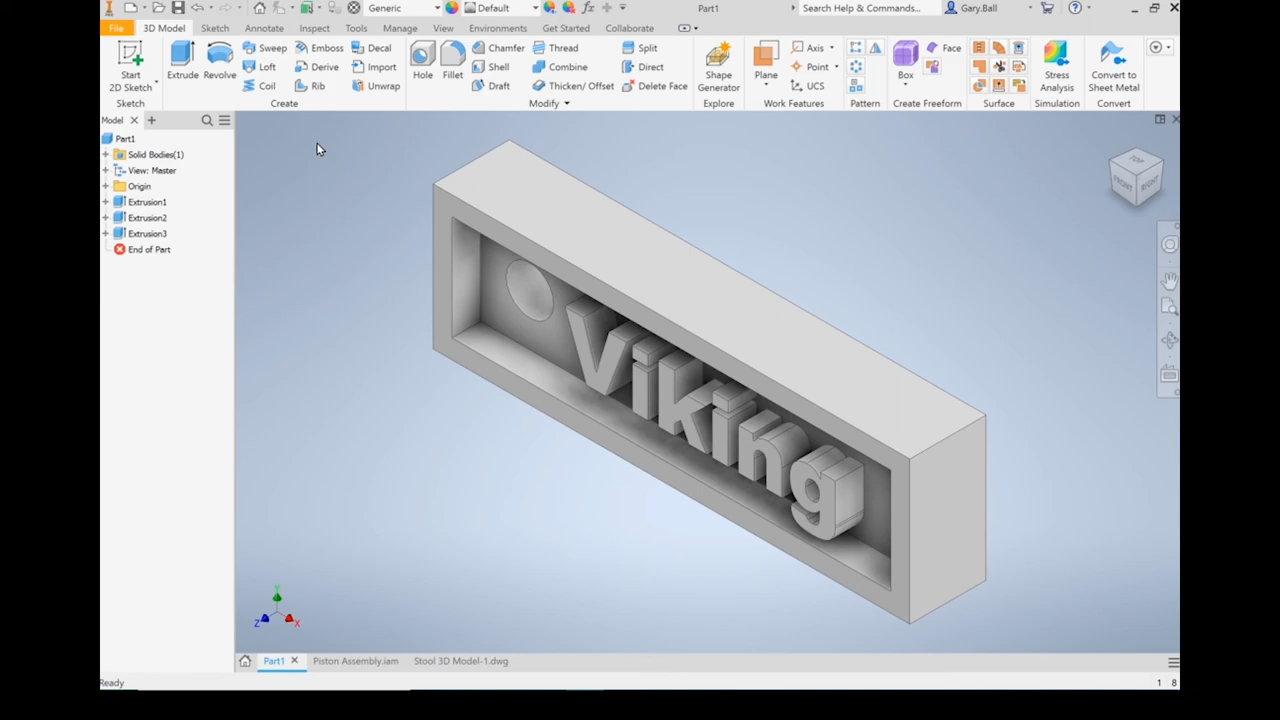 Generic
Default
Part1
Search Help & Commands...
Gary.Ball
File
3D Model
Sketch
Annotate
Inspect
Tools
Manage
View
Environments
Get Started
Collaborate
Start
2D Sketch
Sketch
Extrude
Revolve
Sweep
Loft
Coil
Emboss
Derive
Rib
Decal
Import
Unwrap
Create
Hole
Fillet
Chamfer
Shell
Draft
Thread
Combine
Thicken/ Offset
Split
Direct
Delete Face
Modify
Shape
Generator
Explore
Plane
Axis
Point
UCS
Work Features
Pattern
Box
Face
Create Freeform
Surface
Stress
Analysis
Simulation
Convert to
Sheet Metal
Convert
Model
Part1
Solid Bodies(1)
View: Master
Origin
Extrusion1
Extrusion2
Extrusion3
End of Part
TOP
FRONT
RIGHT
Viking
Y
Z
X
Part1
Piston Assembly.iam
Stool 3D Model-1.dwg
Ready
1
8